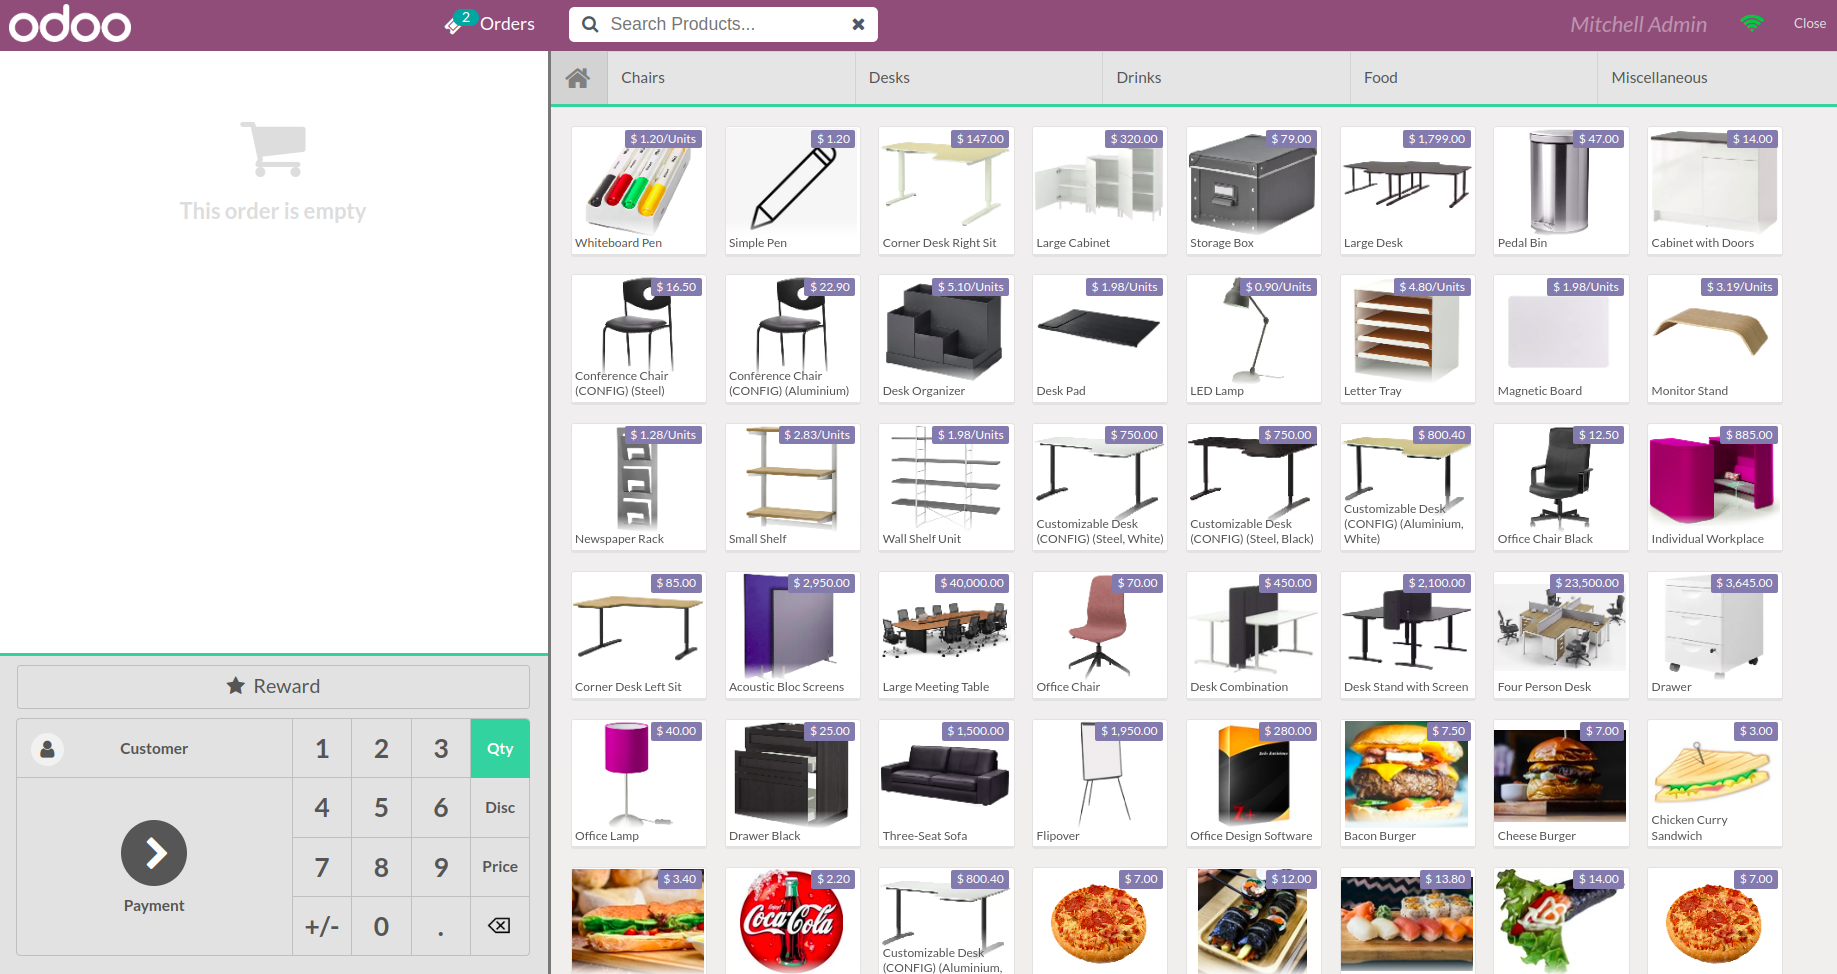 odoo
2
Orders
Search Products...
Mitchell Admin
Close
Chairs
Desks
Drinks
Food
Miscellaneous
This order is empty
$ 1.20/Units
Whiteboard Pen
$ 1.20
Simple Pen
$ 147.00
Corner Desk Right Sit
$ 320.00
Large Cabinet
$ 79.00
Storage Box
$ 1,799.00
Large Desk
$ 47.00
Pedal Bin
$ 14.00
Cabinet with Doors
$ 16.50
Conference Chair
(CONFIG) (Steel)
$ 22.90
Conference Chair
(CONFIG) (Aluminium)
$ 5.10/Units
Desk Organizer
$ 1.98/Units
Desk Pad
$ 0.90/Units
LED Lamp
$ 4.80/Units
Letter Tray
$ 1.98/Units
Magnetic Board
$ 3.19/Units
Monitor Stand
$ 1.28/Units
Newspaper Rack
$ 2.83/Units
Small Shelf
$ 1.98/Units
Wall Shelf Unit
$ 750.00
Customizable Desk
(CONFIG) (Steel, White)
$ 750.00
Customizable Desk
(CONFIG) (Steel, Black)
$ 800.40
Customizable Desk
(CONFIG) (Aluminium,
White)
$ 12.50
Office Chair Black
$ 885.00
Individual Workplace
$ 85.00
Corner Desk Left Sit
$ 2,950.00
Acoustic Bloc Screens
$ 40,000.00
Large Meeting Table
$ 70.00
Office Chair
$ 450.00
Desk Combination
$ 2,100.00
Desk Stand with Screen
$ 23,500.00
Four Person Desk
$ 3,645.00
Drawer
$ 40.00
Office Lamp
$ 25.00
Drawer Black
$ 1,500.00
Three-Seat Sofa
$ 1,950.00
Flipover
$ 280.00
Z+
Office Design Software
$ 7.50
Bacon Burger
$ 7.00
Cheese Burger
$ 3.00
Chicken Curry
Sandwich
$ 3.40
$ 2.20
Coca-Cola
$ 800.40
Customizable Desk
(CONFIG) (Aluminium,
$ 7.00
$ 12.00
$ 13.80
$ 14.00
$ 7.00
Reward
Customer
1
2
3
Qty
4
5
6
Disc
7
8
9
Price
Payment
+/-
0
.